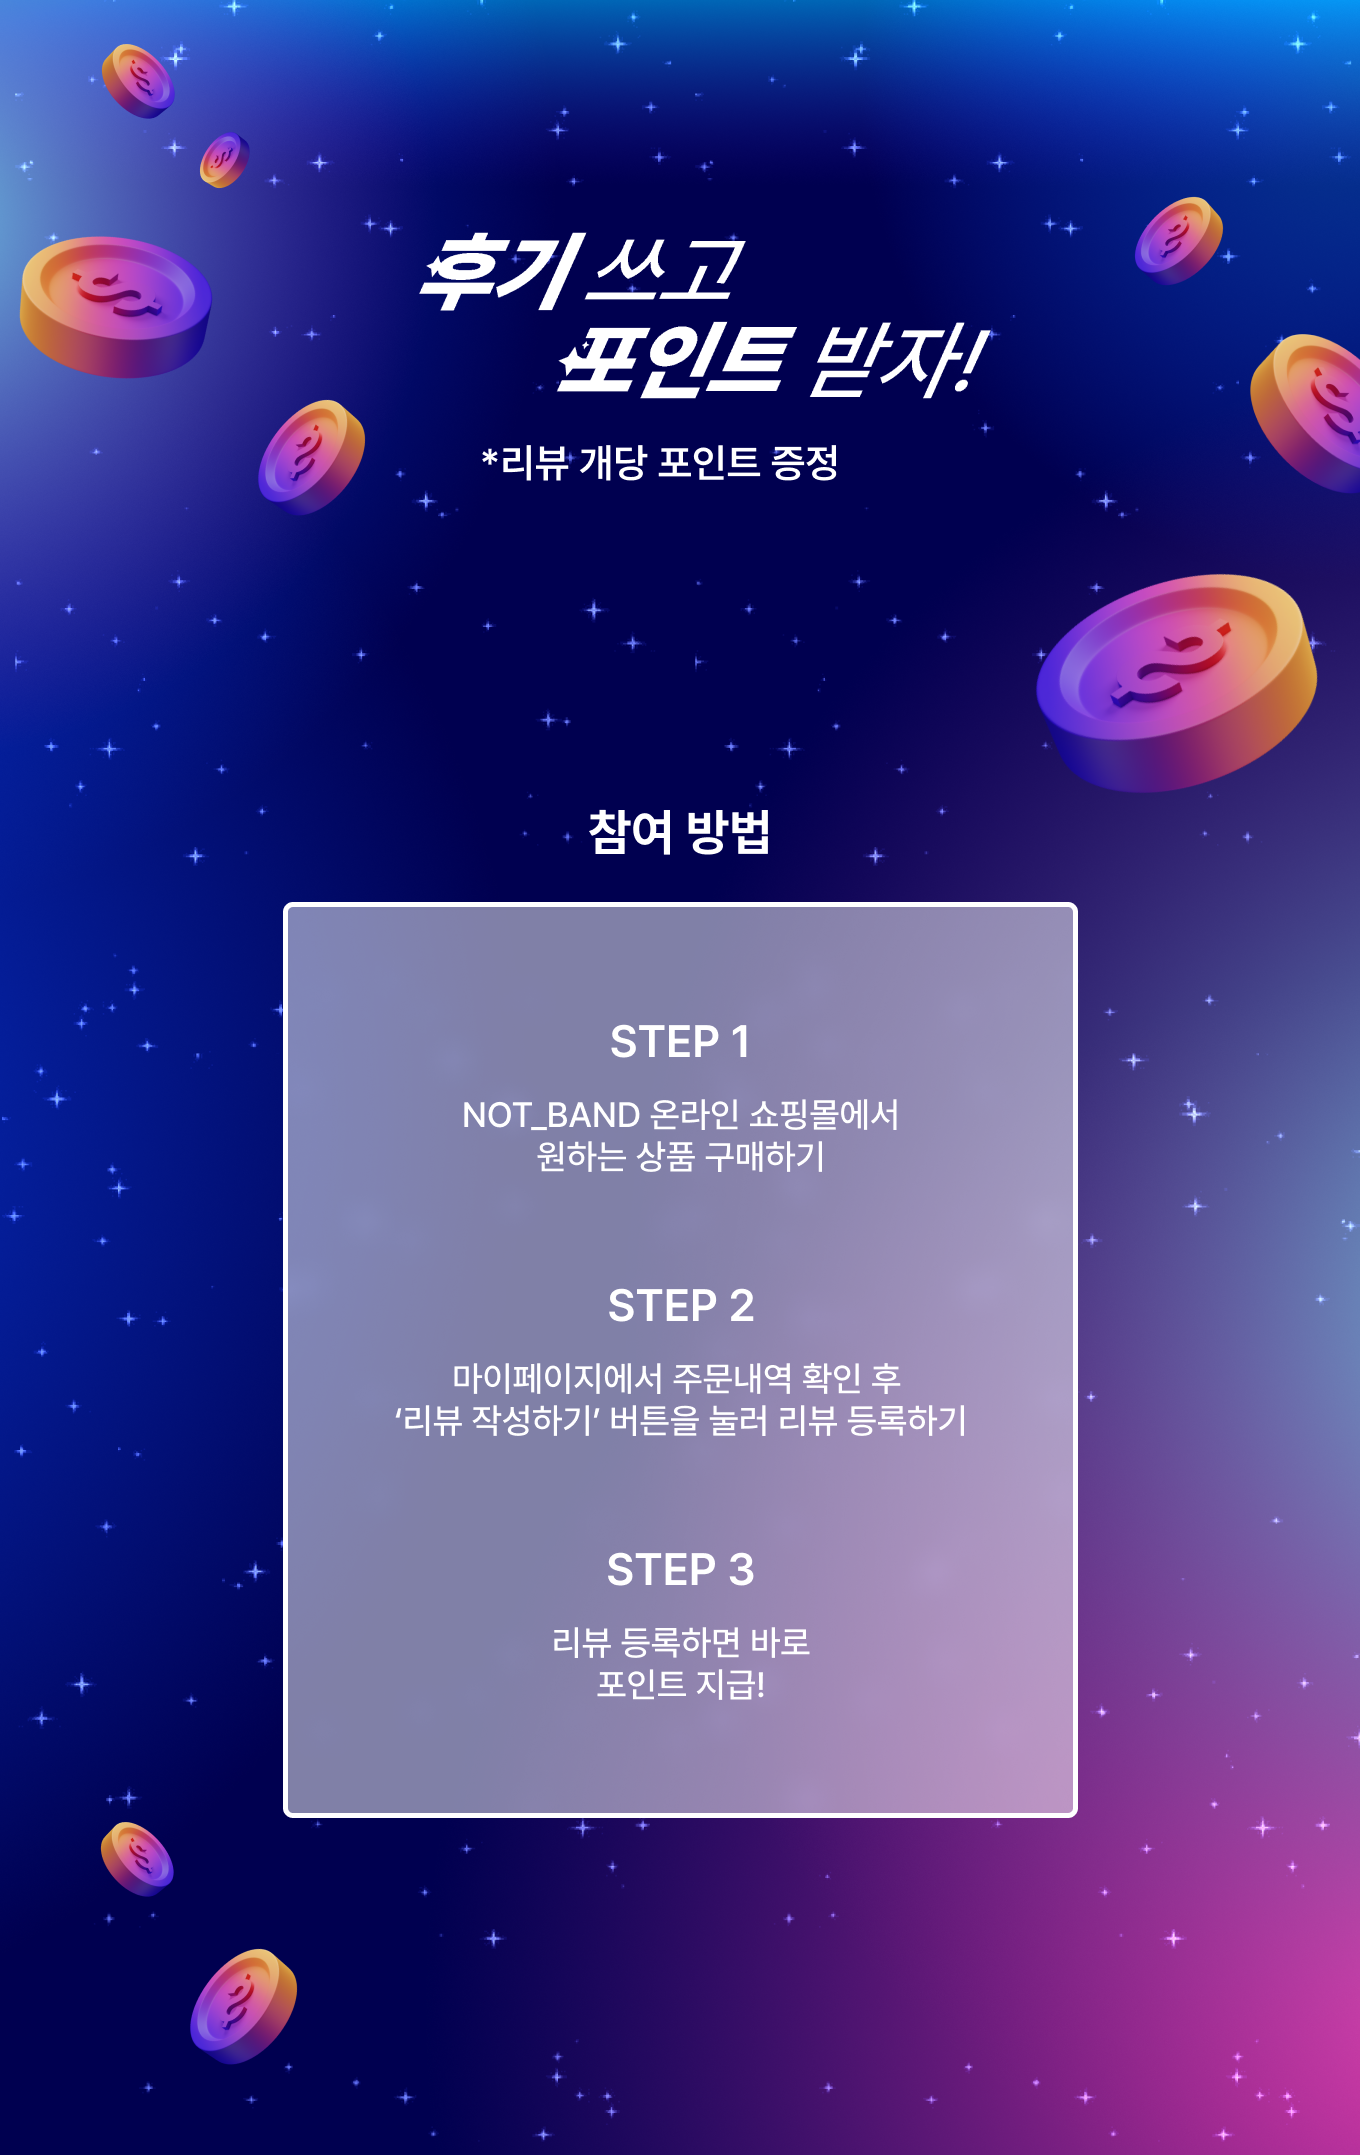 후기 쓰고
포인트 받자!
*리뷰 개당 포인트 증정
참여 방법
STEP 1
NOT_BAND 온라인 쇼핑몰에서
원하는 상품 구매하기
STEP 2
마이페이지에서 주문내역 확인 후
‘리뷰 작성하기’ 버튼을 눌러 리뷰 등록하기
STEP 3
리뷰 등록하면 바로
포인트 지급!